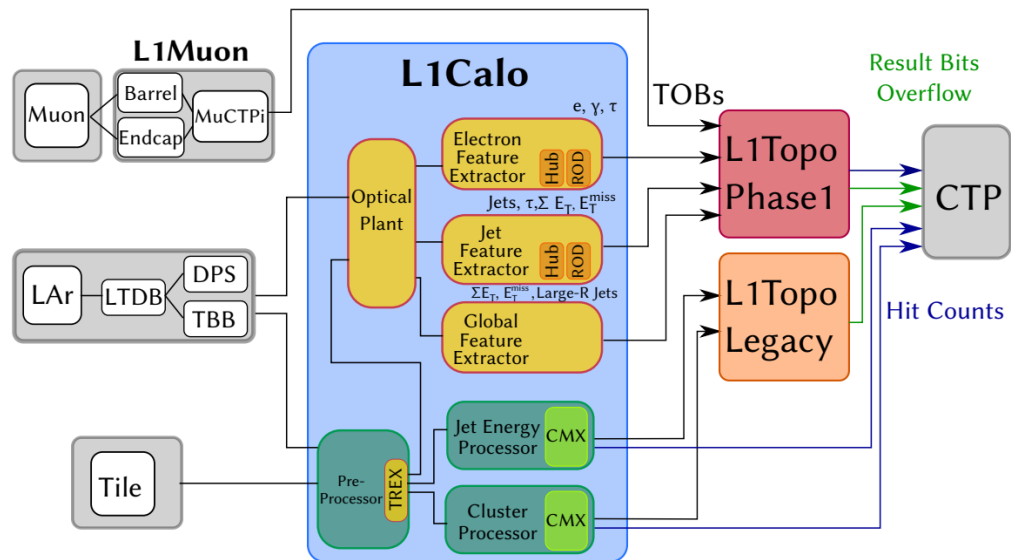 L1Muon
Muon
Barrel
Endcap
MuCTPi
LAr
LTDB
DPS
TBB
Tile
L1Calo
Optical
Plant
e, γ, τ
Electron
Feature
Extractor
Hub
ROD
Jets, τ,Σ E_T, E_T^miss
Jet
Feature
Extractor
Hub
ROD
ΣE_T, E_T^miss ,Large-R Jets
Global
Feature
Extractor
Pre-
Processor
TREX
Jet Energy
Processor
CMX
Cluster
Processor
CMX
TOBs
L1Topo
Phase1
L1Topo
Legacy
Result Bits
Overflow
CTP
Hit Counts